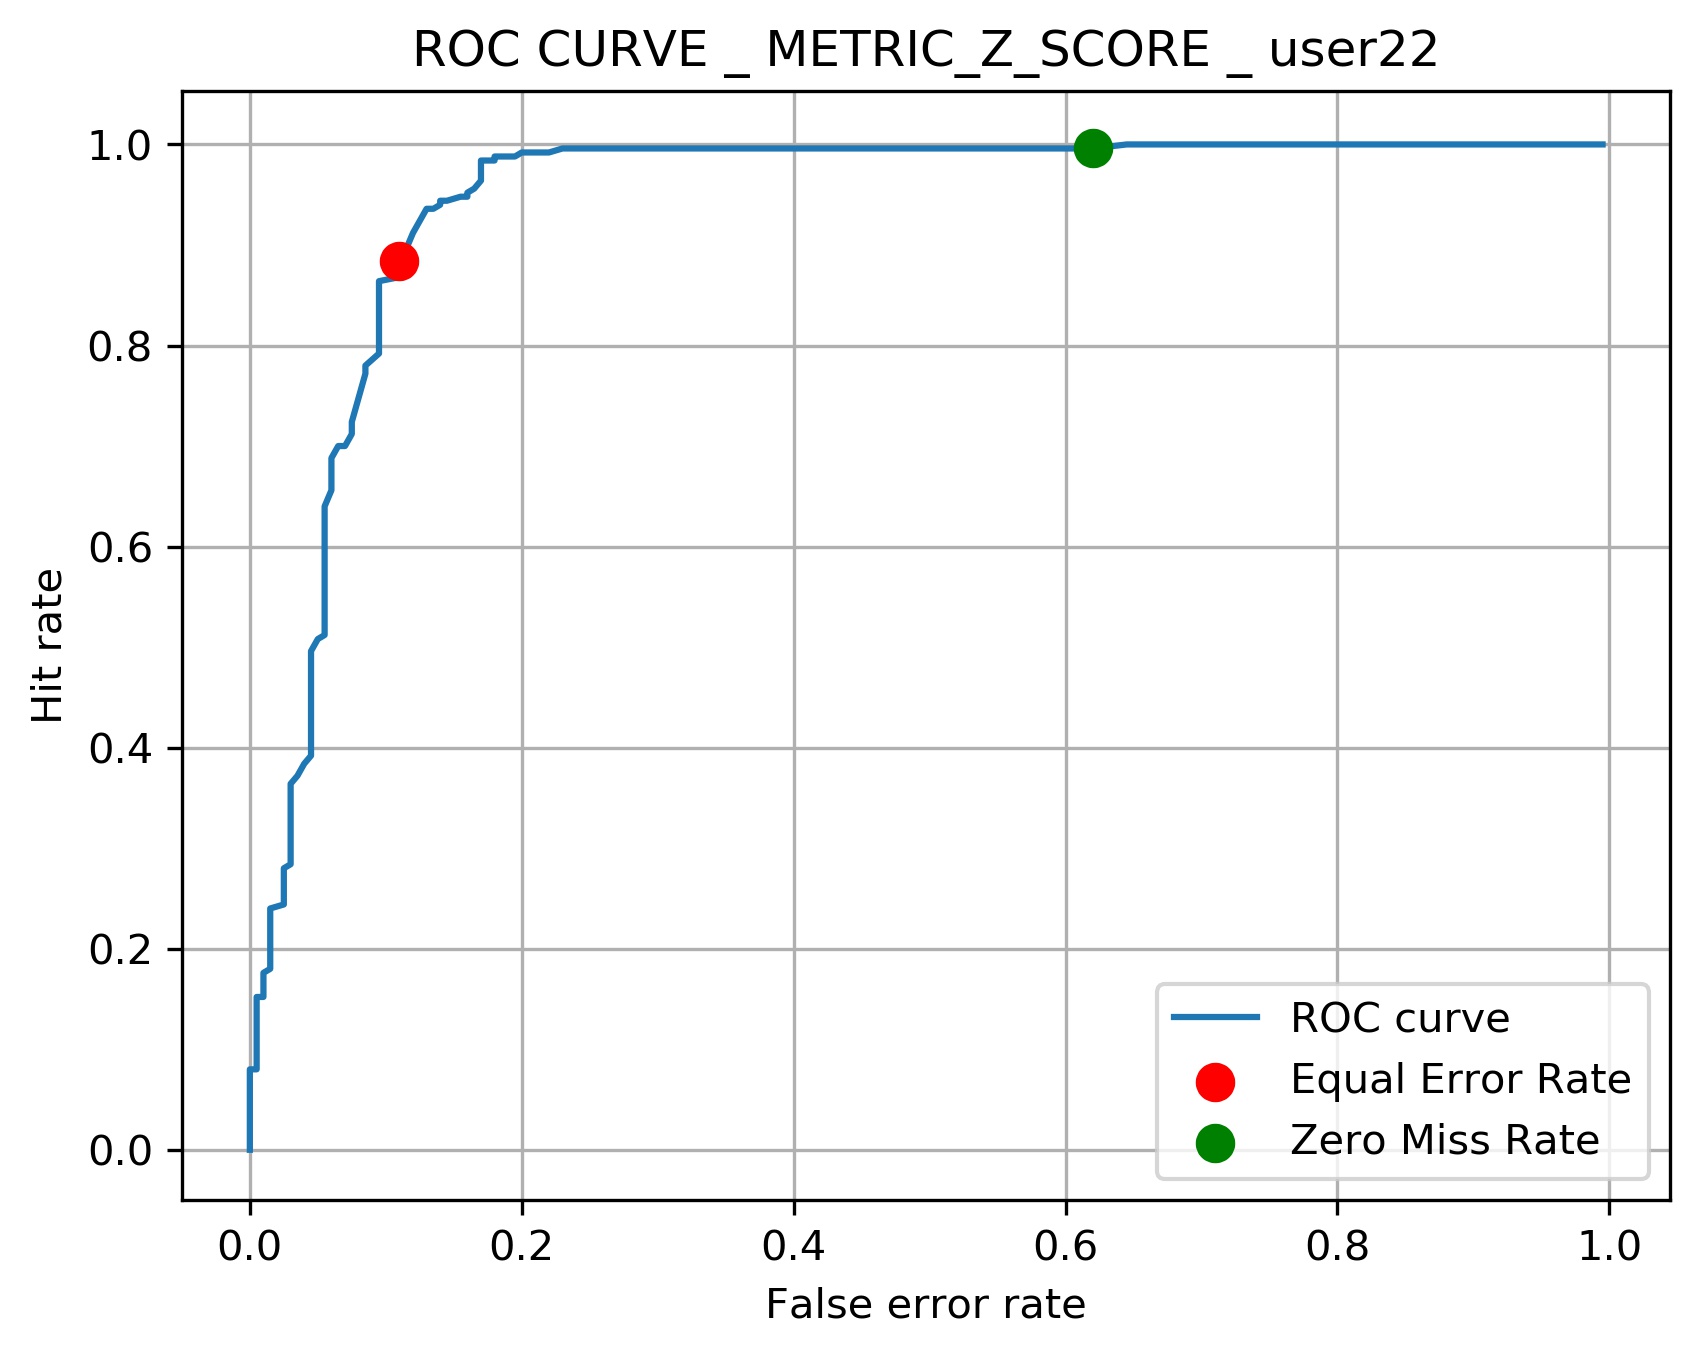 ROC CURVE _ METRIC_Z_SCORE _ user22
1.0
0.8
0.6
0.4
0.2
0.0
Hit rate
ROC curve
Equal Error Rate
Zero Miss Rate
0.0 0.2 0.4 0.6 0.8 1.0
False error rate